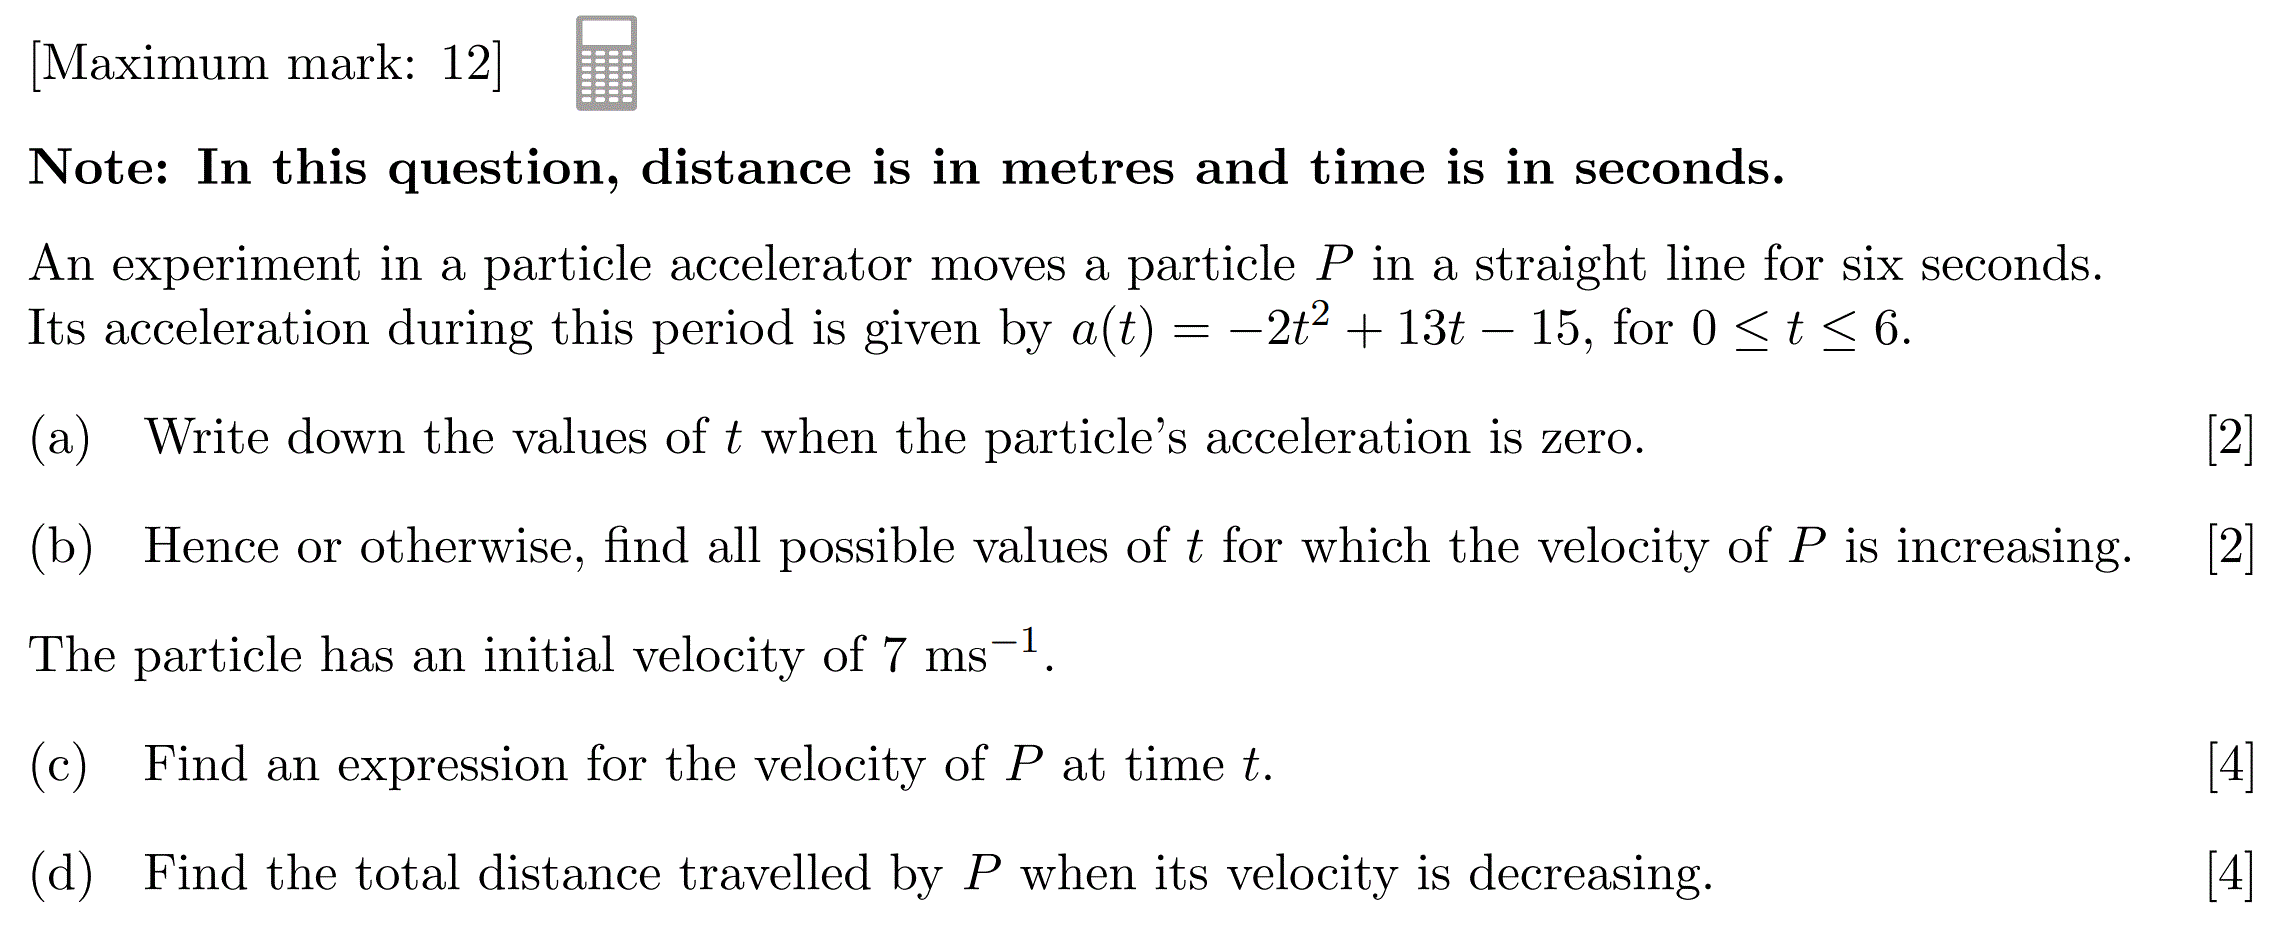 [Maximum mark: 12]
Note: In this question, distance is in metres and time is in seconds.
An experiment in a particle accelerator moves a particle P in a straight line for six seconds.
Its acceleration during this period is given by a(t) = −2t² + 13t − 15, for 0 ≤ t ≤ 6.
(a) Write down the values of t when the particle's acceleration is zero. [2]
(b) Hence or otherwise, find all possible values of t for which the velocity of P is increasing. [2]
The particle has an initial velocity of 7 ms⁻¹.
(c) Find an expression for the velocity of P at time t. [4]
(d) Find the total distance travelled by P when its velocity is decreasing. [4]